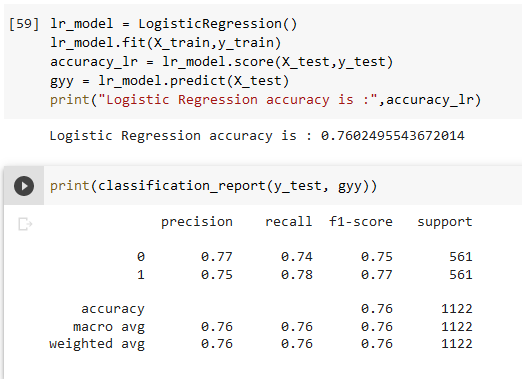 [59] lr_model = LogisticRegression()
lr_model.fit(X_train,y_train)
accuracy_lr = lr_model.score(X_test,y_test)
gyy = lr_model.predict(X_test)
print("Logistic Regression accuracy is :",accuracy_lr)
Logistic Regression accuracy is : 0.7602495543672014
print(classification_report(y_test, gyy))
precision recall f1-score support
0 0.77 0.74 0.75 561
1 0.75 0.78 0.77 561
accuracy 0.76 1122
macro avg 0.76 0.76 0.76 1122
weighted avg 0.76 0.76 0.76 1122